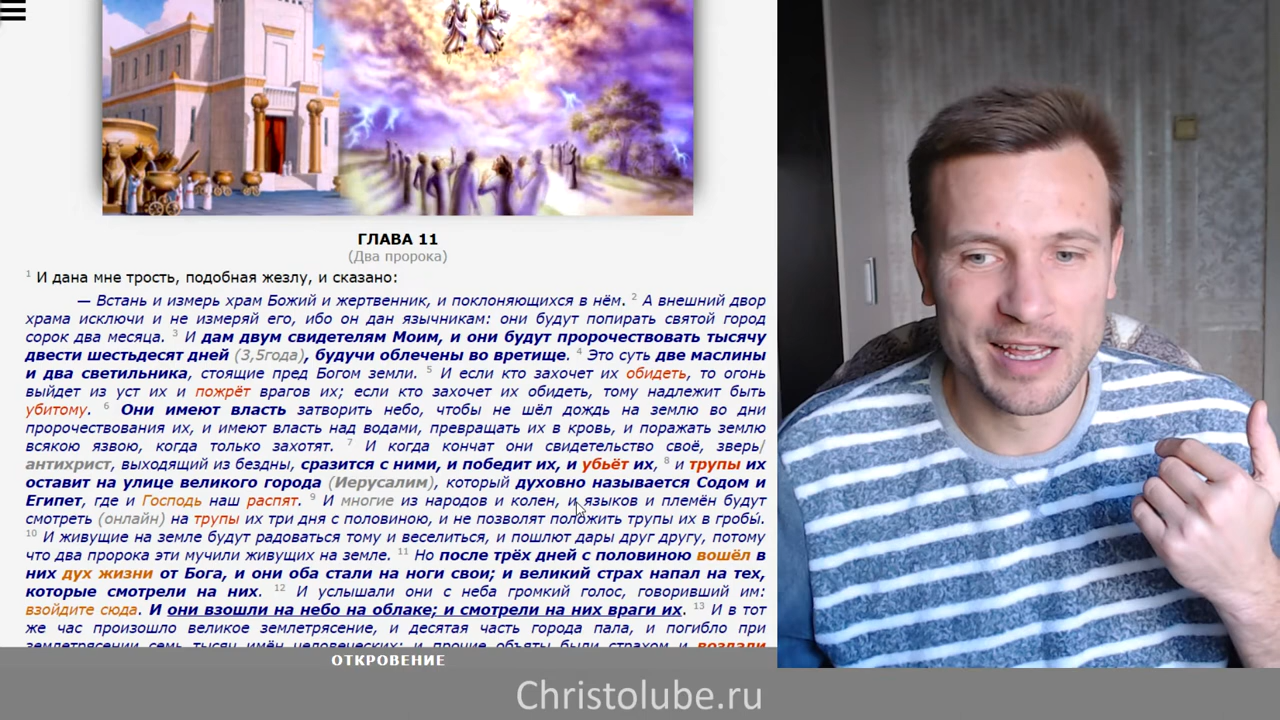 ГЛАВА 11
(Два пророка)
1 И дана мне трость, подобная жезлу, и сказано:
— Встань и измерь храм Божий и жертвенник, и поклоняющихся в нём. 2 А внешний двор
храма исключи и не измеряй его, ибо он дан язычникам: они будут попирать святой город
сорок два месяца. 3 И дам двум свидетелям Моим, и они будут пророчествовать тысячу
двести шестьдесят дней (3,5года), будучи облечены во вретище. 4 Это суть две маслины
и два светильника, стоящие пред Богом земли. 5 И если кто захочет их обидеть, то огонь
выйдет из уст их и пожрёт врагов их; если кто захочет их обидеть, тому надлежит быть
убитому. 6 Они имеют власть затворить небо, чтобы не шёл дождь на землю во дни
пророчествования их, и имеют власть над водами, превращать их в кровь, и поражать землю
всякою язвою, когда только захотят. 7 И когда кончат они свидетельство своё, зверь/
антихрист, выходящий из бездны, сразится с ними, и победит их, и убьёт их, 8 и трупы их
оставит на улице великого города (Иерусалим), который духовно называется Содом и
Египет, где и Господь наш распят. 9 И многие из народов и колен, и языков и племён будут
смотреть (онлайн) на трупы их три дня с половиною, и не позволят положить трупы их в гробы́.
10 И живущие на земле будут радоваться тому и веселиться, и пошлют дары друг другу, потому
что два пророка эти мучили живущих на земле. 11 Но после трёх дней с половиною вошёл в
них дух жизни от Бога, и они оба стали на ноги свои; и великий страх напал на тех,
которые смотрели на них. 12 И услышали они с неба громкий голос, говоривший им:
взойдите сюда. И они взошли на небо на облаке; и смотрели на них враги их. 13 И в тот
же час произошло великое землетрясение, и десятая часть города пала, и погибло при
землетрясении семь тысяч имён человеческих; и прочие объяты были страхом и воздали
ОТКРОВЕНИЕ
Christolube.ru